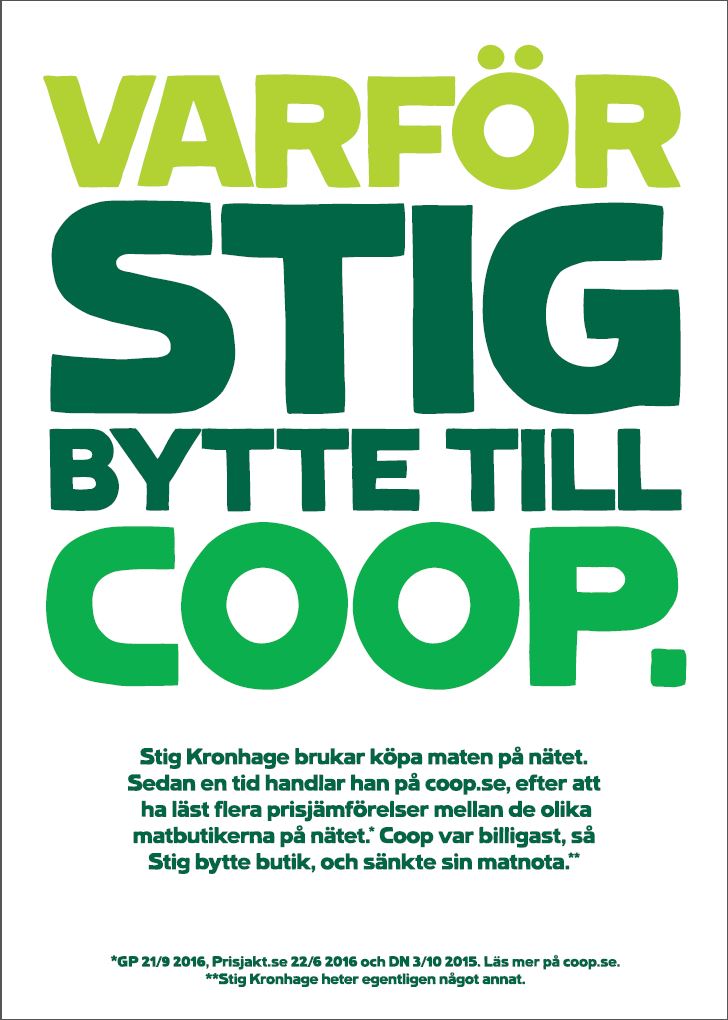 VARFÖR
STIG
BYTTE TILL
COOP.
Stig Kronhage brukar köpa maten på nätet.
Sedan en tid handlar han på coop.se, efter att
ha läst flera prisjämförelser mellan de olika
matbutikerna på nätet.* Coop var billigast, så
Stig bytte butik, och sänkte sin matnota.**
*GP 21/9 2016, Prisjakt.se 22/6 2016 och DN 3/10 2015. Läs mer på coop.se.
**Stig Kronhage heter egentligen något annat.